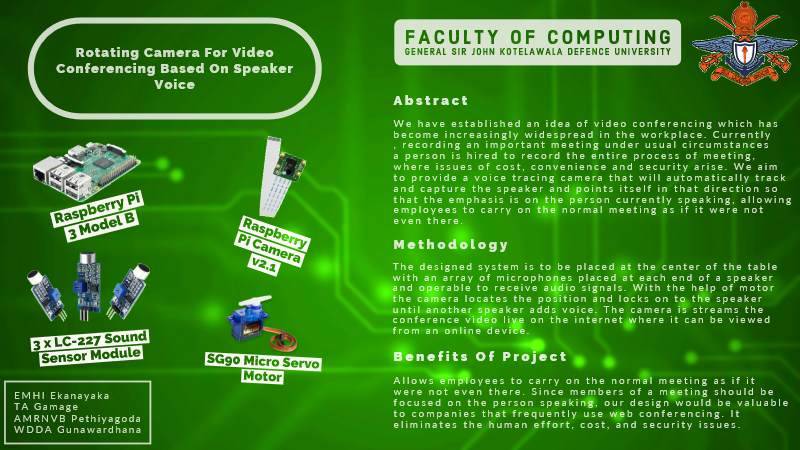 Rotating Camera For Video
Conferencing Based On Speaker
Voice
Raspberry Pi
3 Model B
Raspberry
Pi Camera
v2.1
3 x LC-227 Sound
Sensor Module
SG90 Micro Servo
Motor
EMHI Ekanayaka
TA Gamage
AMRNVB Pethiyagoda
WDDA Gunawardhana
FACULTY OF COMPUTING
GENERAL SIR JOHN KOTELAWALA DEFENCE UNIVERSITY
Abstract
We have established an idea of video conferencing which has
become increasingly widespread in the workplace. Currently
, recording an important meeting under usual circumstances
a person is hired to record the entire process of meeting,
where issues of cost, convenience and security arise. We aim
to provide a voice tracing camera that will automatically track
and capture the speaker and points itself in that direction so
that the emphasis is on the person currently speaking, allowing
employees to carry on the normal meeting as if it were not
even there.
Methodology
The designed system is to be placed at the center of the table
with an array of microphones placed at each end of a speaker
and operable to receive audio signals. With the help of motor
the camera locates the position and locks on to the speaker
until another speaker adds voice. The camera is streams the
conference video live on the internet where it can be viewed
from an online device.
Benefits Of Project
Allows employees to carry on the normal meeting as if it
were not even there. Since members of a meeting should be
focused on the person speaking, our design would be valuable
to companies that frequently use web conferencing. It
eliminates the human effort, cost, and security issues.